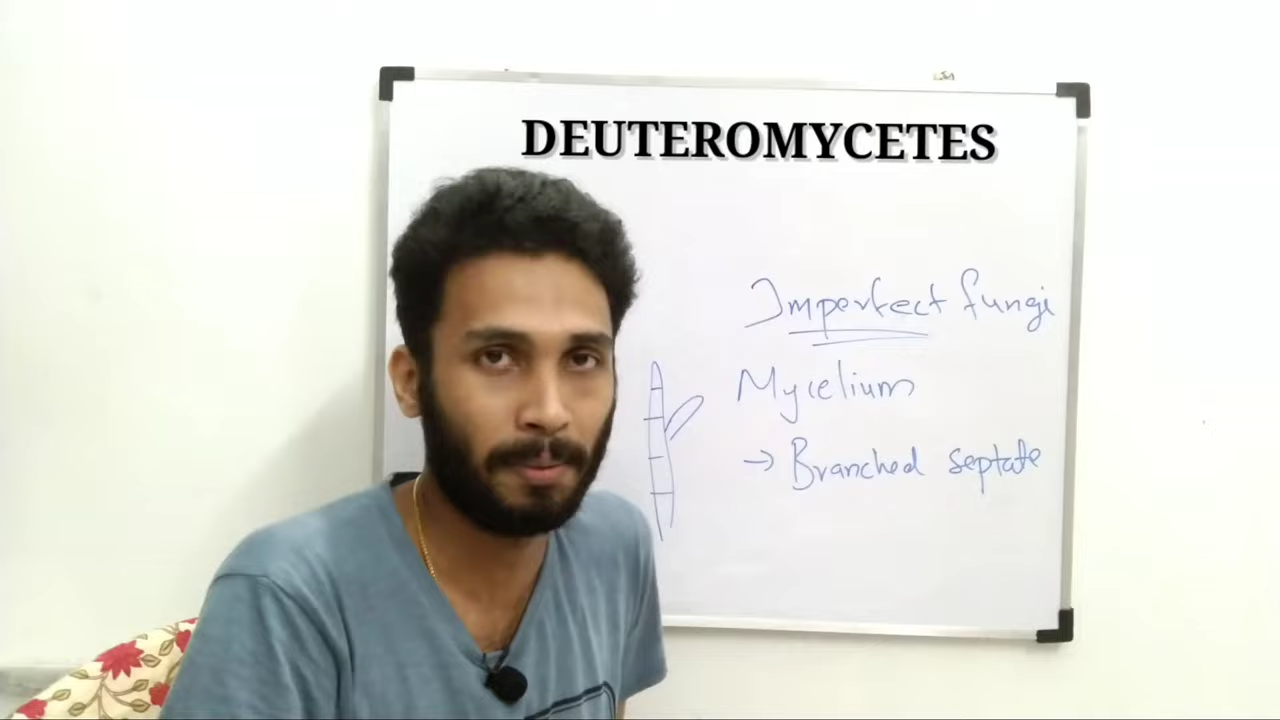 DEUTEROMYCETES
Imperfect fungi
Mycelium
→ Branched septate